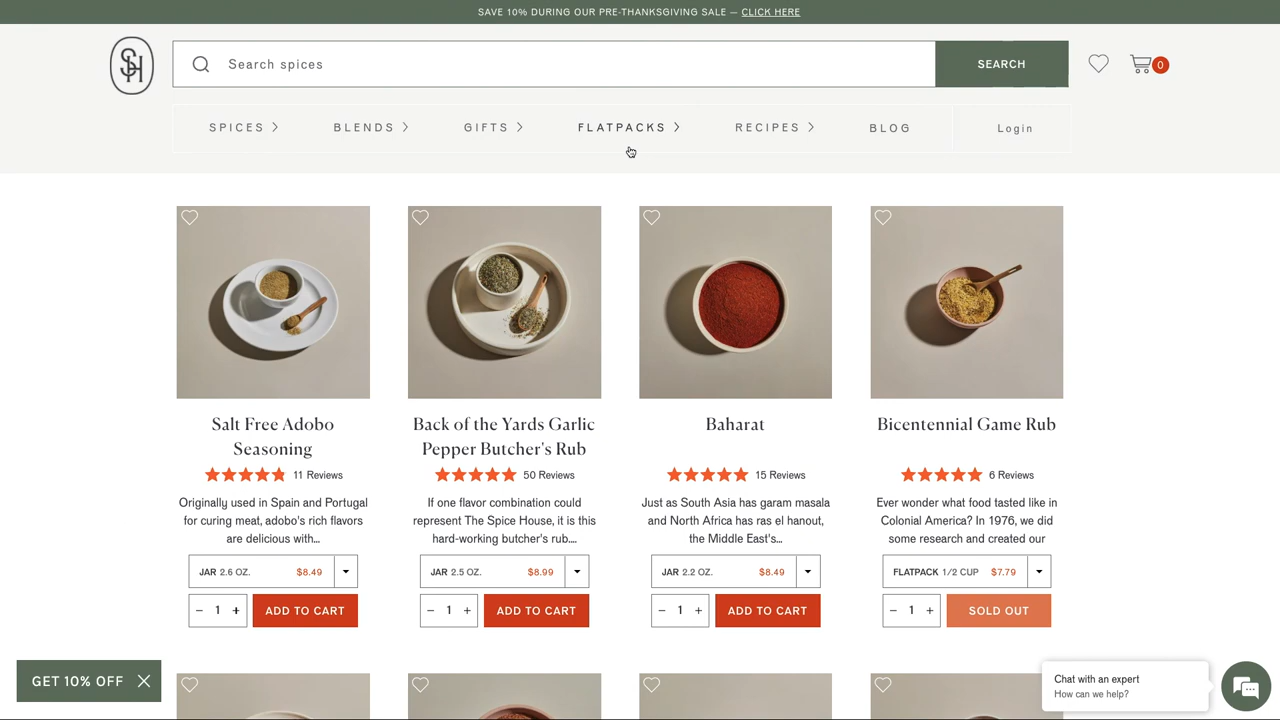 SAVE 10% DURING OUR PRE-THANKSGIVING SALE — CLICK HERE
SH
Search spices
SEARCH
0
SPICES
BLENDS
GIFTS
FLATPACKS
RECIPES
BLOG
Login
Salt Free Adobo
Seasoning
11 Reviews
Originally used in Spain and Portugal
for curing meat, adobo's rich flavors
are delicious with...
JAR 2.6 OZ. $8.49
− 1 + ADD TO CART
Back of the Yards Garlic
Pepper Butcher's Rub
50 Reviews
If one flavor combination could
represent The Spice House, it is this
hard-working butcher's rub....
JAR 2.5 OZ. $8.99
− 1 + ADD TO CART
Baharat
15 Reviews
Just as South Asia has garam masala
and North Africa has ras el hanout,
the Middle East's...
JAR 2.2 OZ. $8.49
− 1 + ADD TO CART
Bicentennial Game Rub
6 Reviews
Ever wonder what food tasted like in
Colonial America? In 1976, we did
some research and created our
FLATPACK 1/2 CUP $7.79
− 1 + SOLD OUT
GET 10% OFF
Chat with an expert
How can we help?